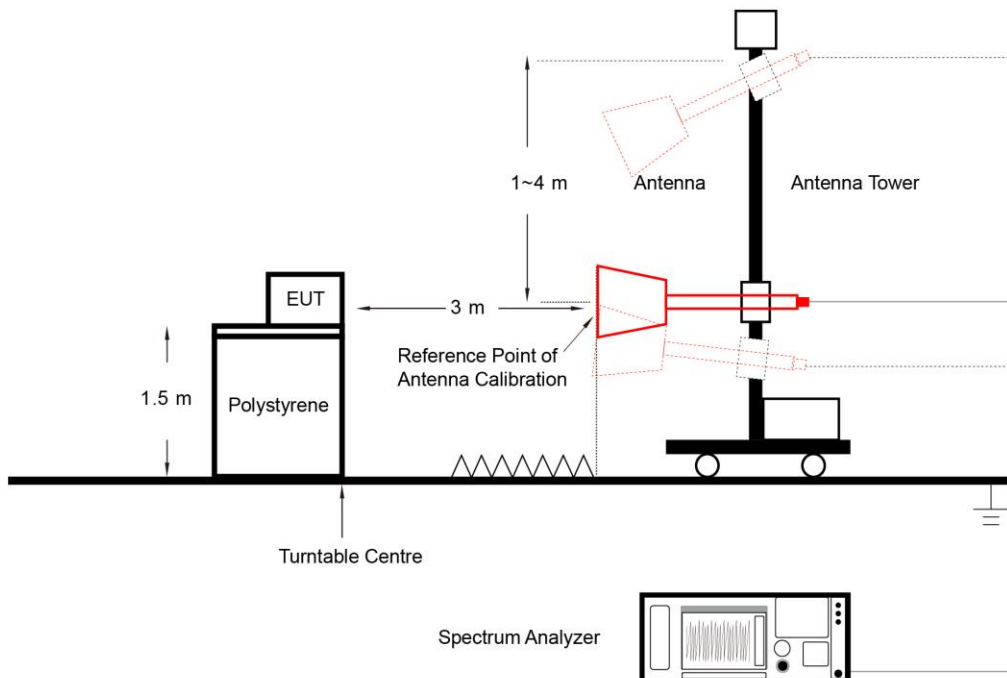 1~4 m
Antenna
Antenna Tower
EUT
3 m
Reference Point of
Antenna Calibration
1.5 m
Polystyrene
Turntable Centre
Spectrum Analyzer